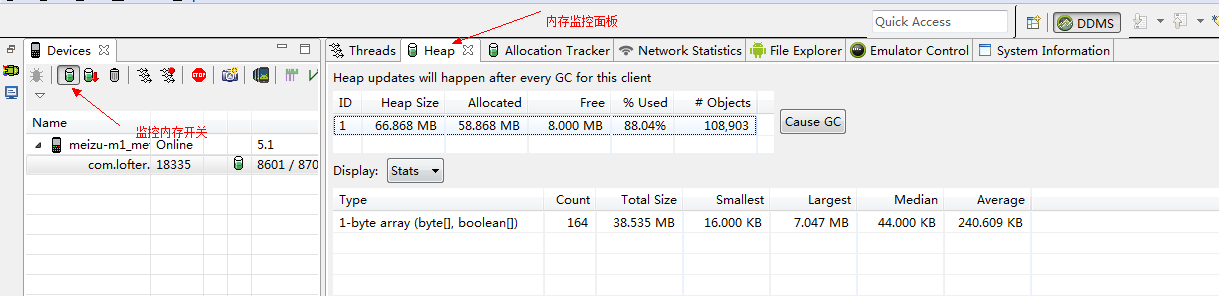 内存监控面板
Quick Access
DDMS
Devices
Threads Heap Allocation Tracker Network Statistics File Explorer Emulator Control System Information
Heap updates will happen after every GC for this client
ID Heap Size Allocated Free % Used # Objects
1 66.868 MB 58.868 MB 8.000 MB 88.04% 108,903
Cause GC
STOP
监控内存开关
Name
meizu-m1_me Online 5.1
com.lofter. 18335 8601 / 870
Display: Stats
Type Count Total Size Smallest Largest Median Average
1-byte array (byte[], boolean[]) 164 38.535 MB 16.000 KB 7.047 MB 44.000 KB 240.609 KB